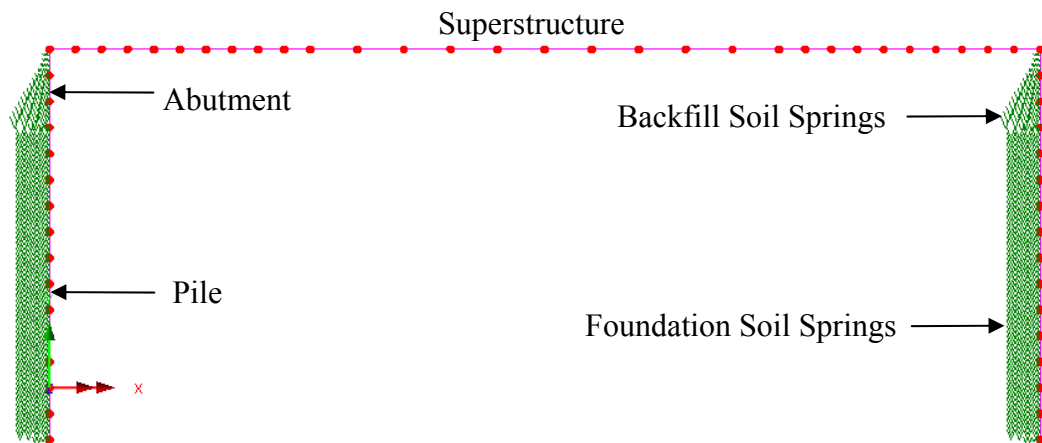 Superstructure
Abutment
Backfill Soil Springs
Pile
Foundation Soil Springs
X